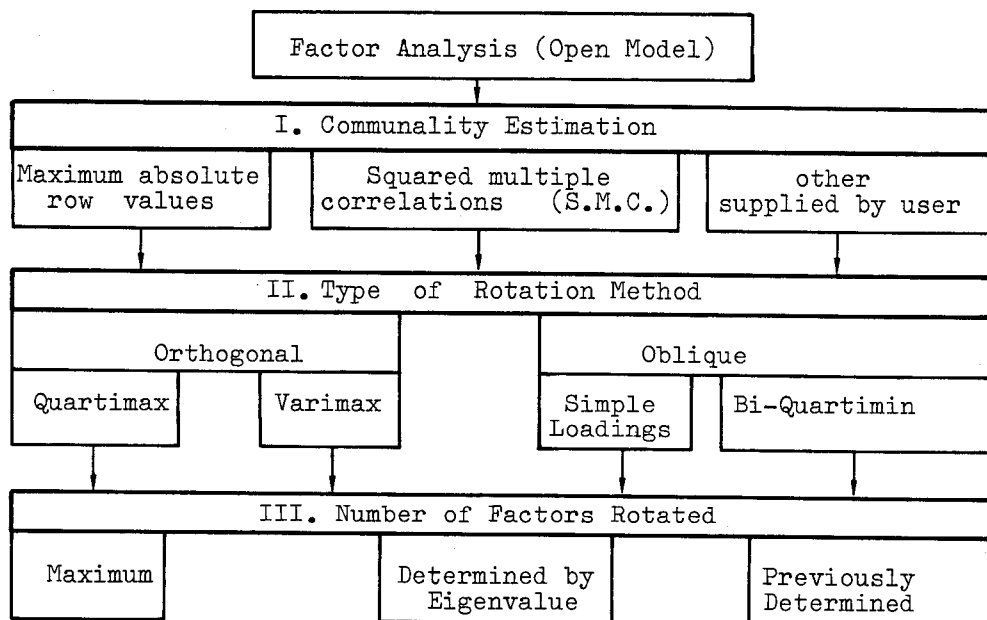 Factor Analysis (Open Model)
I. Communality Estimation
Maximum absolute
row values
Squared multiple
correlations (S.M.C.)
other
supplied by user
II. Type of Rotation Method
Orthogonal
Oblique
Quartimax
Varimax
Simple
Loadings
Bi-Quartimin
III. Number of Factors Rotated
Maximum
Determined by
Eigenvalue
Previously
Determined